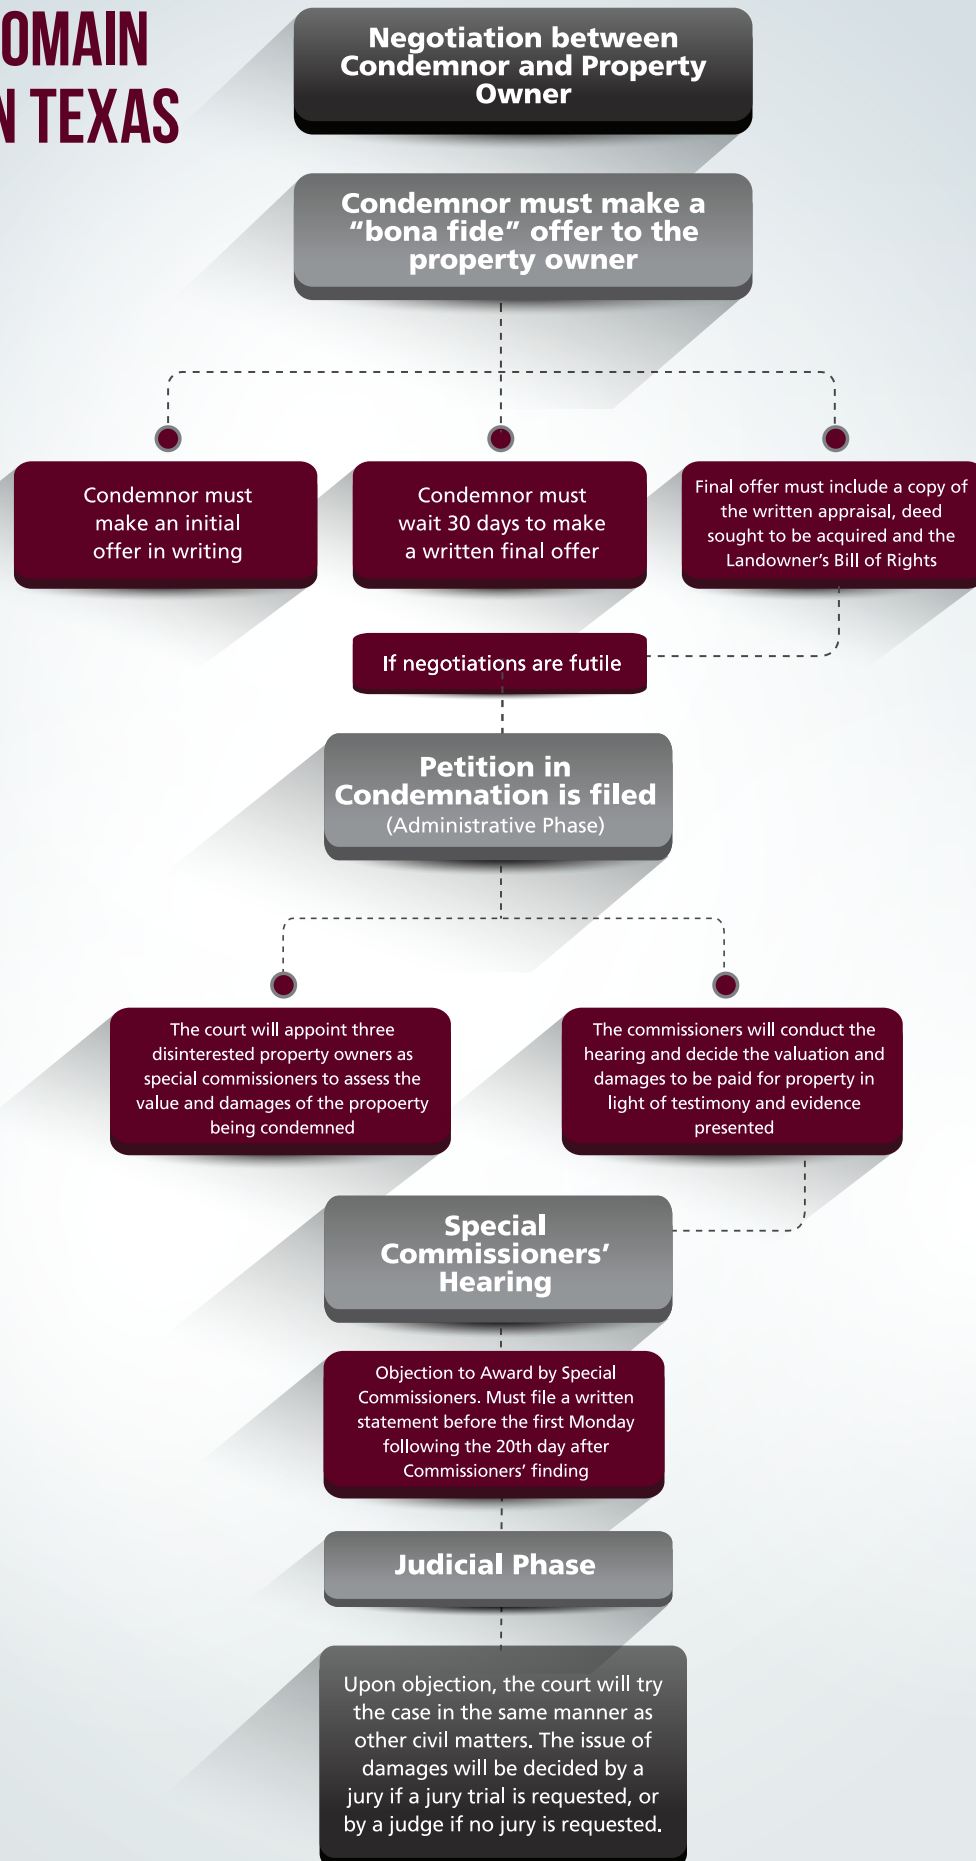 OMAIN
N TEXAS
Negotiation between
Condemnor and Property
Owner
Condemnor must make a
“bona fide” offer to the
property owner
Condemnor must
make an initial
offer in writing
Condemnor must
wait 30 days to make
a written final offer
Final offer must include a copy of
the written appraisal, deed
sought to be acquired and the
Landowner’s Bill of Rights
If negotiations are futile
Petition in
Condemnation is filed
(Administrative Phase)
The court will appoint three
disinterested property owners as
special commissioners to assess the
value and damages of the propoerty
being condemned
The commissioners will conduct the
hearing and decide the valuation and
damages to be paid for property in
light of testimony and evidence
presented
Special
Commissioners’
Hearing
Objection to Award by Special
Commissioners. Must file a written
statement before the first Monday
following the 20th day after
Commissioners’ finding
Judicial Phase
Upon objection, the court will try
the case in the same manner as
other civil matters. The issue of
damages will be decided by a
jury if a jury trial is requested, or
by a judge if no jury is requested.